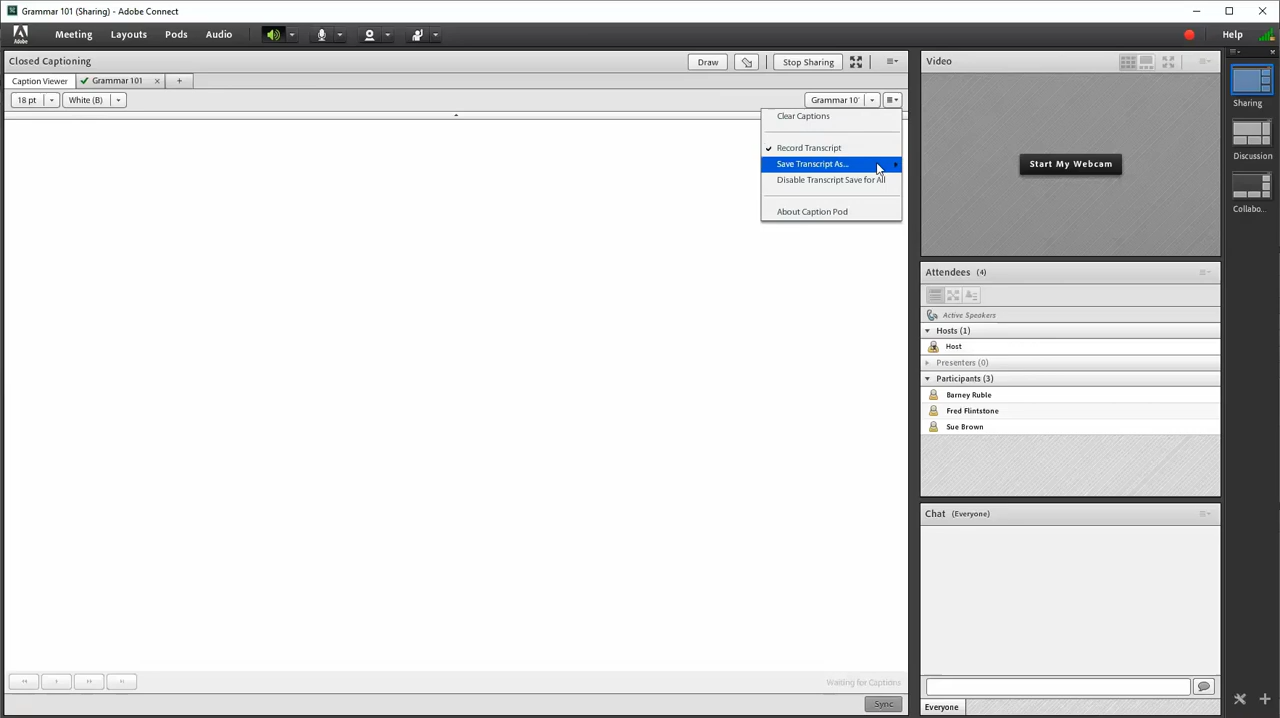 Grammar 101 (Sharing) - Adobe Connect
Adobe
Meeting Layouts Pods Audio Help
Closed Captioning
Draw
Stop Sharing
Caption Viewer
Grammar 101
+
18 pt
White (B)
Grammar 10
Clear Captions
Record Transcript
Save Transcript As...
Disable Transcript Save for All
About Caption Pod
Waiting for Captions
Sync
Video
Start My Webcam
Attendees (4)
Active Speakers
Hosts (1)
Host
Presenters (0)
Participants (3)
Barney Ruble
Fred Flintstone
Sue Brown
Chat (Everyone)
Everyone
Sharing
Discussion
Collabo...